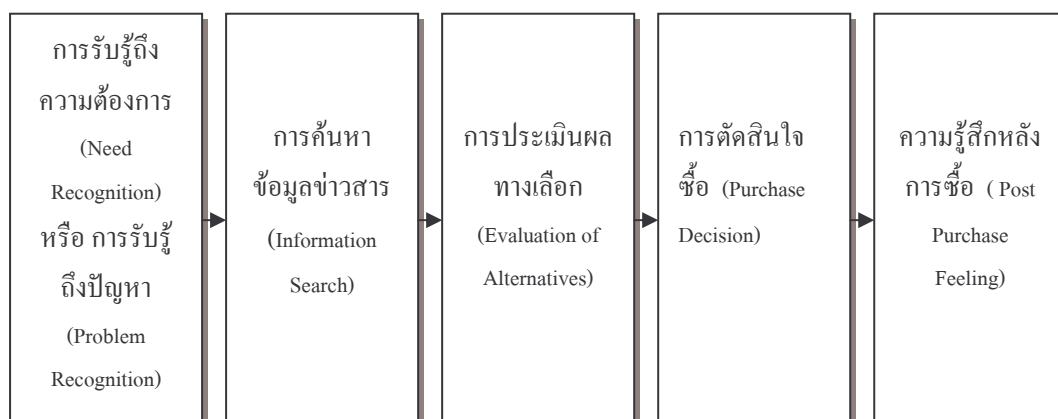 การรับรู้ถึง
ความต้องการ
(Need
Recognition)
หรือ การรับรู้
ถึงปัญหา
(Problem
Recognition)
การค้นหา
ข้อมูลข่าวสาร
(Information
Search)
การประเมินผล
ทางเลือก
(Evaluation of
Alternatives)
การตัดสินใจ
ซื้อ (Purchase
Decision)
ความรู้สึกหลัง
การซื้อ ( Post
Purchase
Feeling)